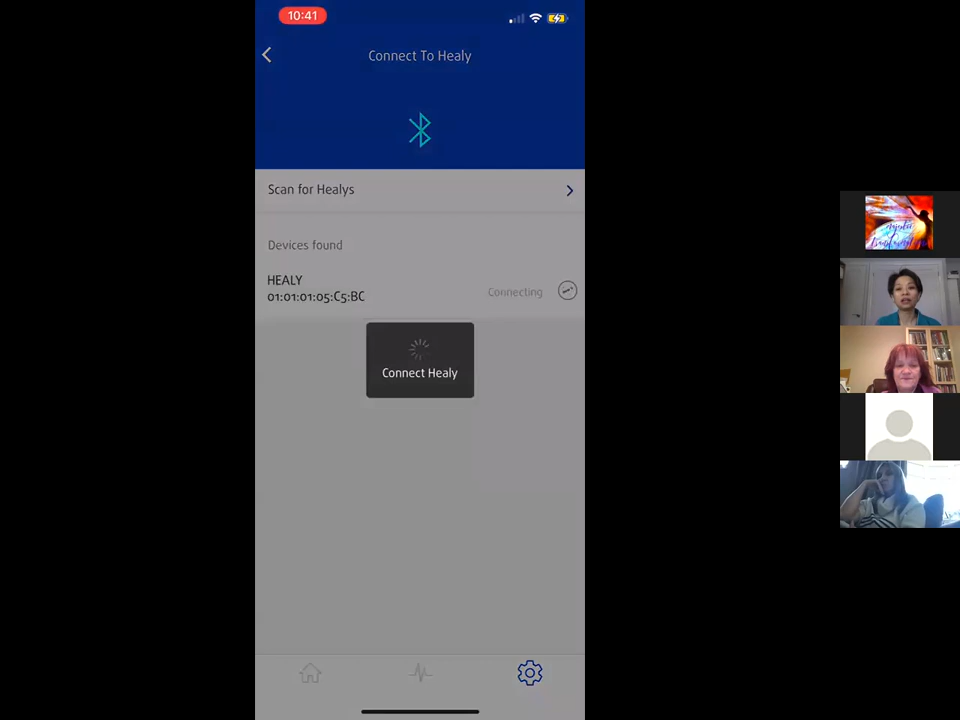 10:41
Connect To Healy
Scan for Healys
Devices found
HEALY
01:01:01:05:C5:BC
Connecting
Connect Healy